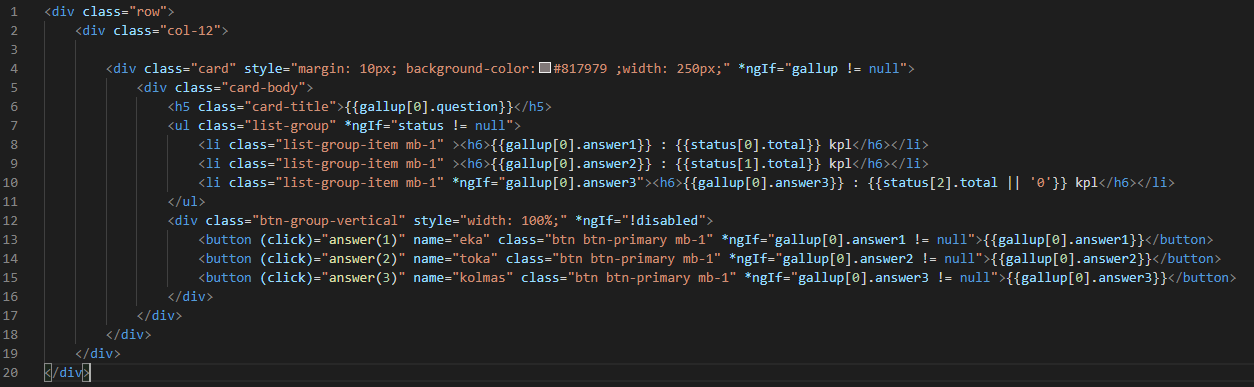 1 <div class="row">
2 <div class="col-12">
3
4 <div class="card" style="margin: 10px; background-color:#817979 ;width: 250px;" *ngIf="gallup != null">
5 <div class="card-body">
6 <h5 class="card-title">{{gallup[0].question}}</h5>
7 <ul class="list-group" *ngIf="status != null">
8 <li class="list-group-item mb-1" ><h6>{{gallup[0].answer1}} : {{status[0].total}} kpl</h6></li>
9 <li class="list-group-item mb-1" ><h6>{{gallup[0].answer2}} : {{status[1].total}} kpl</h6></li>
10 <li class="list-group-item mb-1" *ngIf="gallup[0].answer3"><h6>{{gallup[0].answer3}} : {{status[2].total || '0'}} kpl</h6></li>
11 </ul>
12 <div class="btn-group-vertical" style="width: 100%;" *ngIf="!disabled">
13 <button (click)="answer(1)" name="eka" class="btn btn-primary mb-1" *ngIf="gallup[0].answer1 != null">{{gallup[0].answer1}}</button>
14 <button (click)="answer(2)" name="toka" class="btn btn-primary mb-1" *ngIf="gallup[0].answer2 != null">{{gallup[0].answer2}}</button>
15 <button (click)="answer(3)" name="kolmas" class="btn btn-primary mb-1" *ngIf="gallup[0].answer3 != null">{{gallup[0].answer3}}</button>
16 </div>
17 </div>
18 </div>
19 </div>
20 </div>